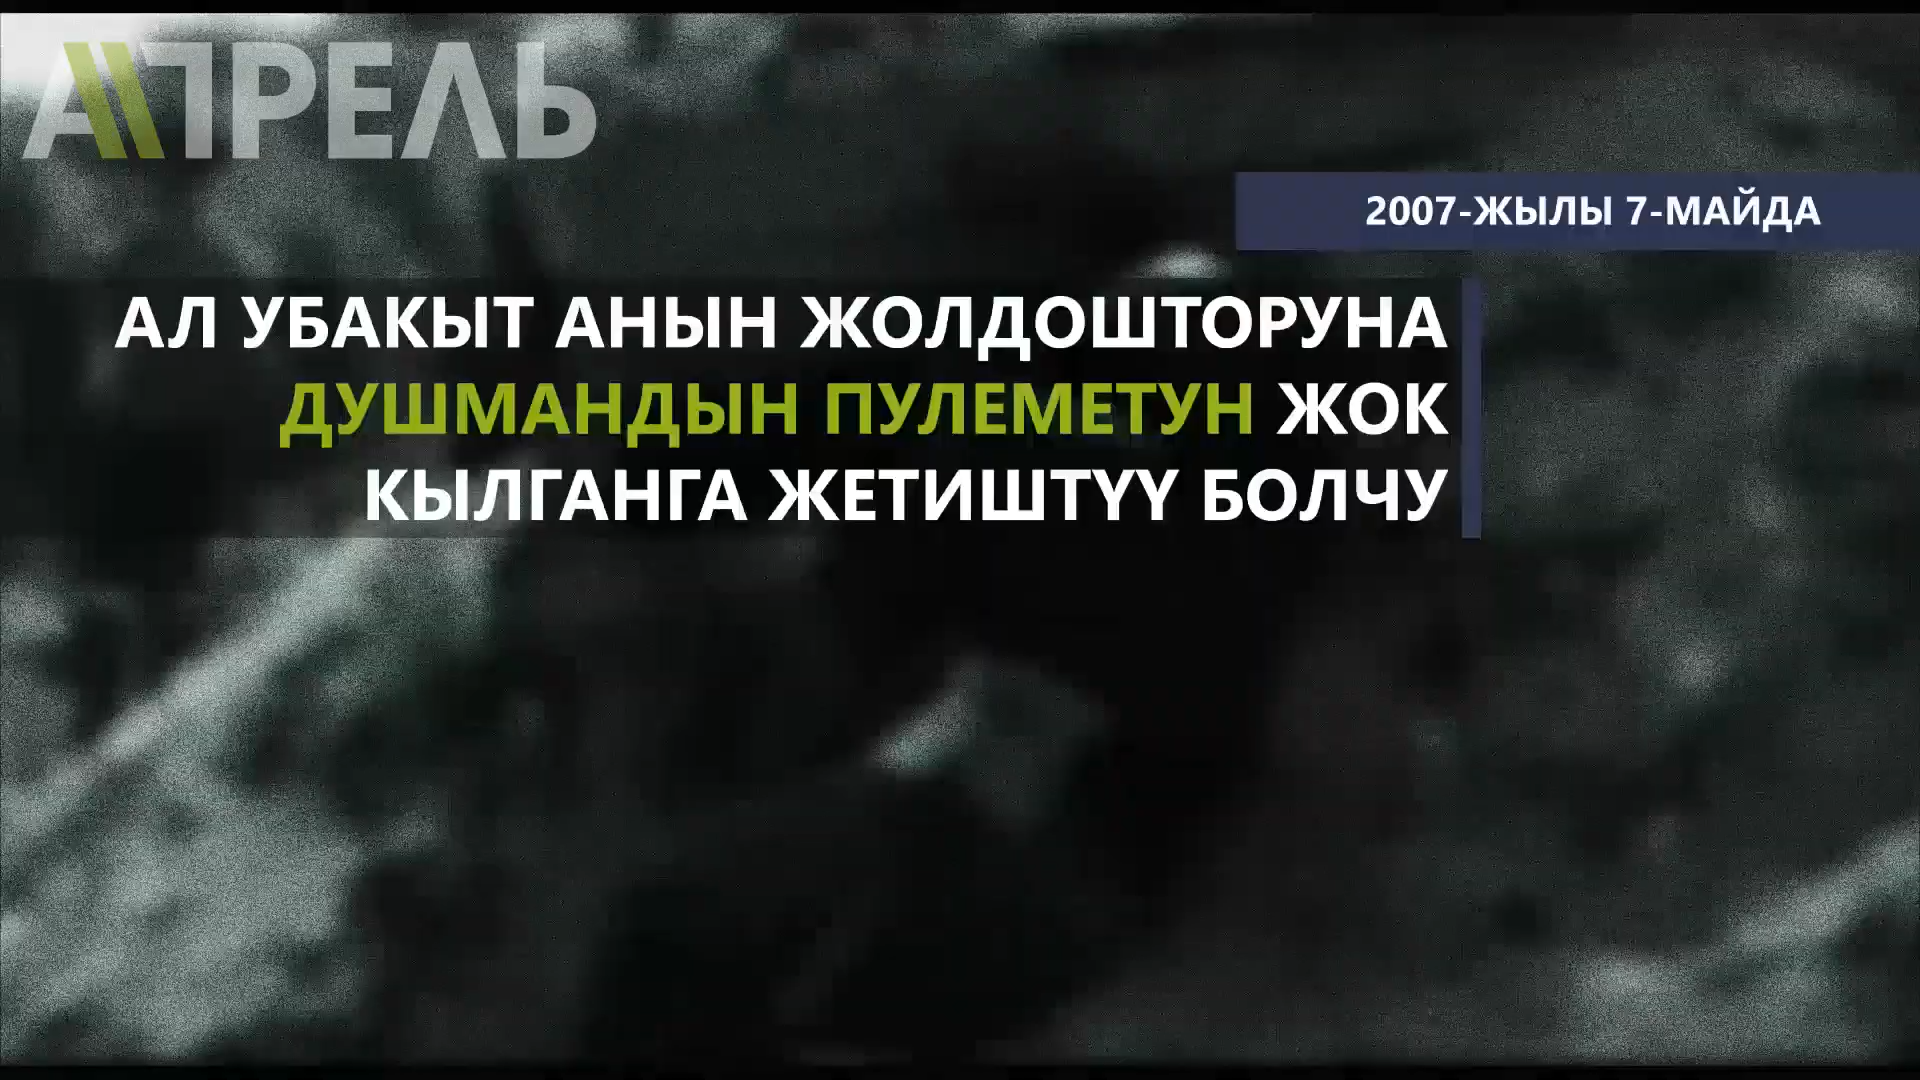 АПРЕЛЬ
2007-ЖЫЛЫ 7-МАЙДА
АЛ УБАКЫТ АНЫН ЖОЛДОШТОРУНА
ДУШМАНДЫН ПУЛЕМЕТУН ЖОК
КЫЛГАНГА ЖЕТИШТҮҮ БОЛЧУ